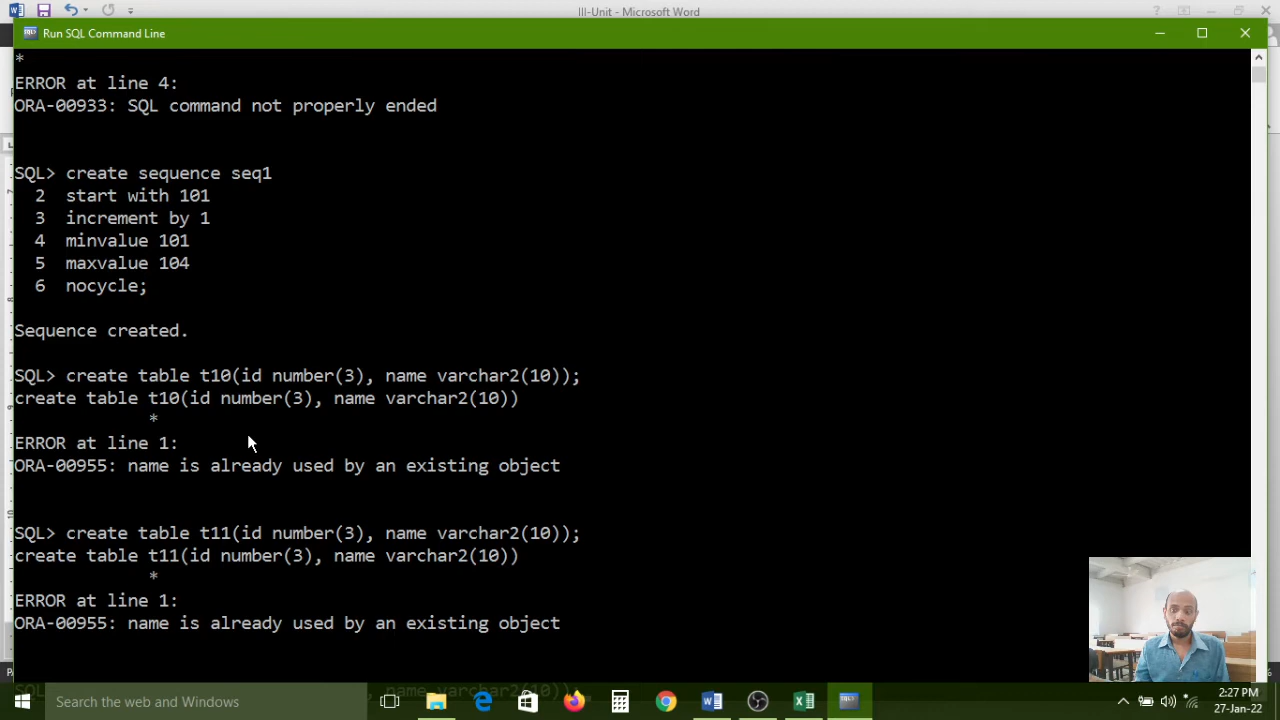 III-Unit - Microsoft Word
Run SQL Command Line
*
ERROR at line 4:
ORA-00933: SQL command not properly ended
SQL> create sequence seq1
2 start with 101
3 increment by 1
4 minvalue 101
5 maxvalue 104
6 nocycle;
Sequence created.
SQL> create table t10(id number(3), name varchar2(10));
create table t10(id number(3), name varchar2(10))
*
ERROR at line 1:
ORA-00955: name is already used by an existing object
SQL> create table t11(id number(3), name varchar2(10));
create table t11(id number(3), name varchar2(10))
*
ERROR at line 1:
ORA-00955: name is already used by an existing object
Search the web and Windows
2:27 PM
27-Jan-22